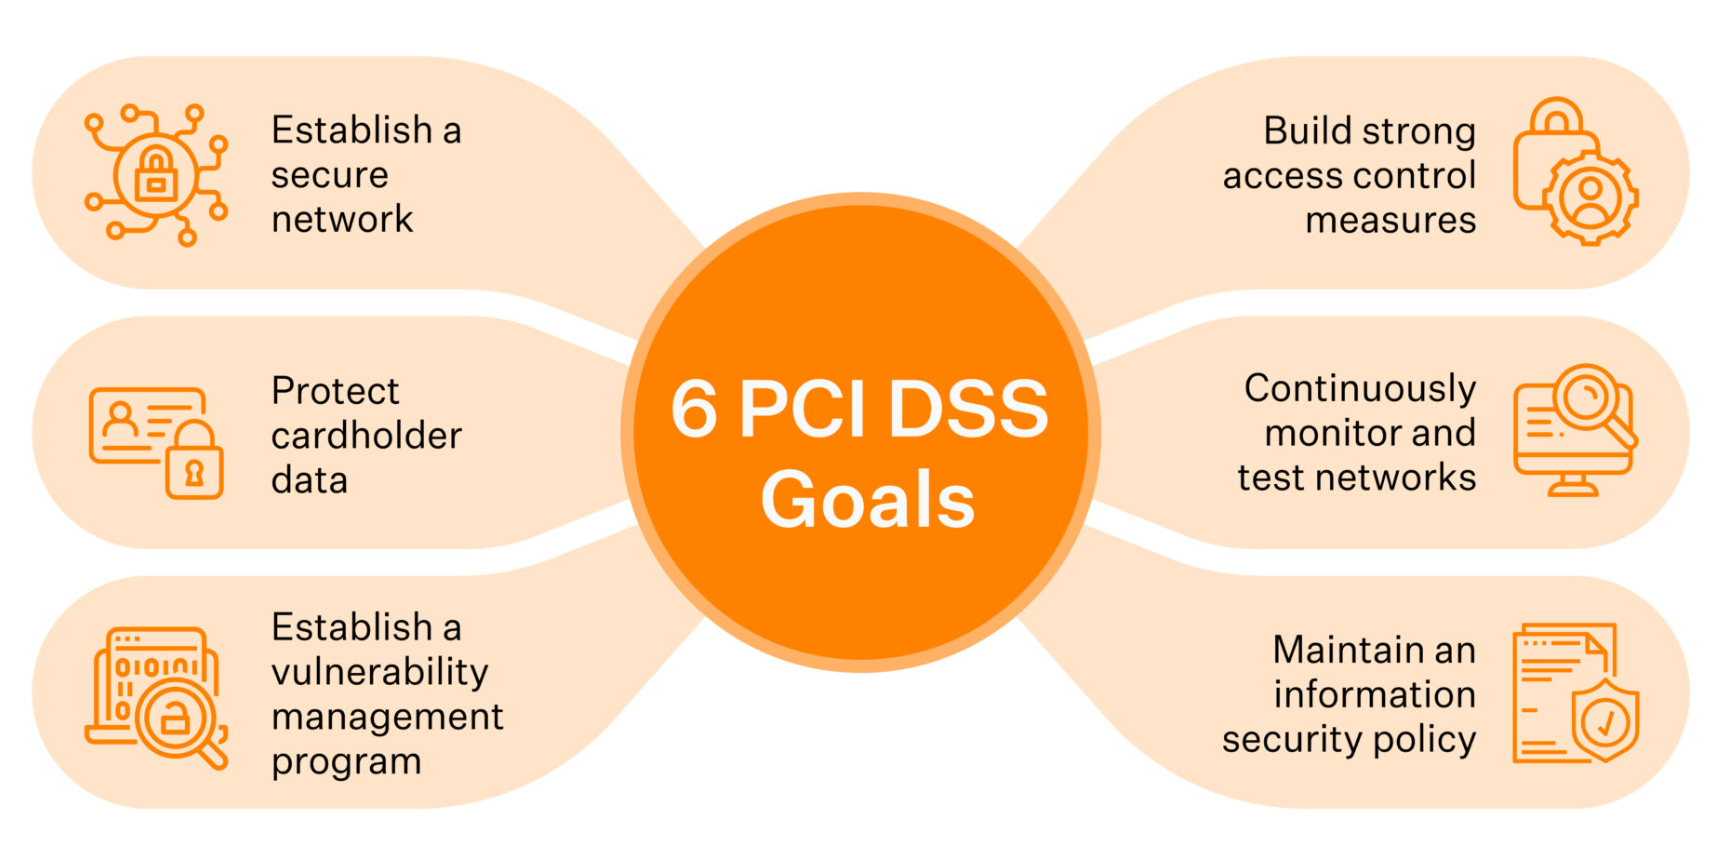 Establish a
secure
network
Protect
cardholder
data
Establish a
vulnerability
management
program
6 PCI DSS
Goals
Build strong
access control
measures
Continuously
monitor and
test networks
Maintain an
information
security policy